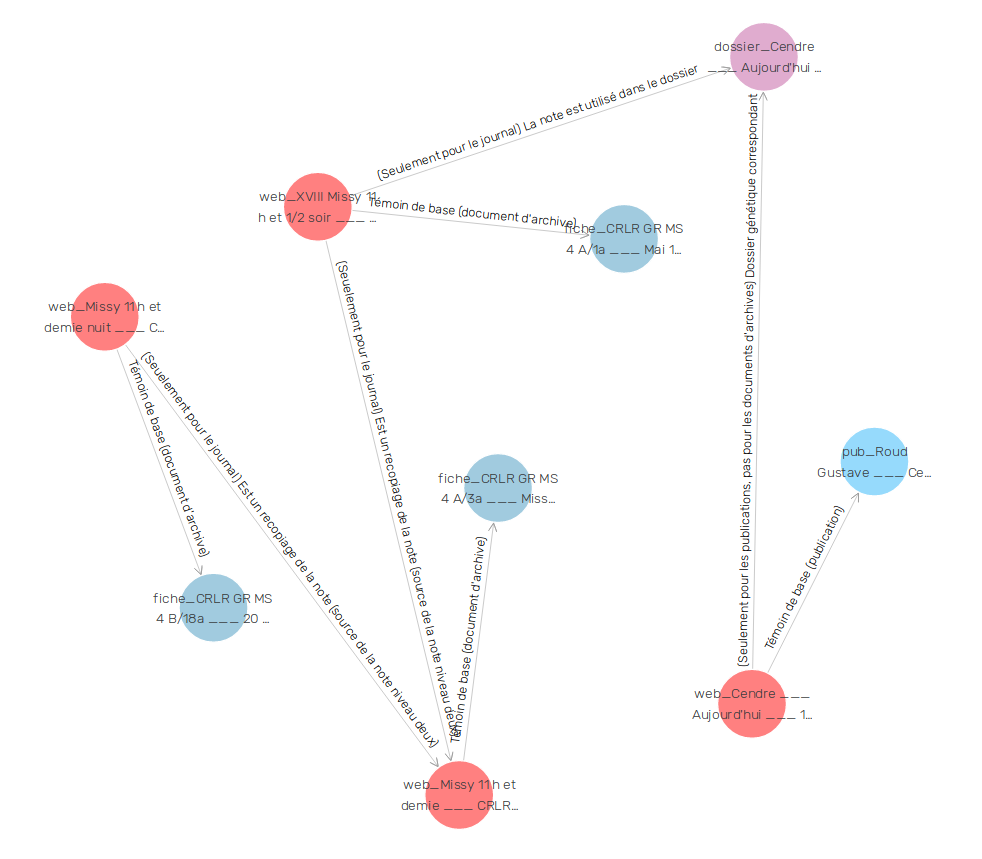 dossier_Cendre
___ Aujourd'hui ...
(Seulement pour le journal) La note est utilisé dans le dossier
web_XVIII Missy 11
h et 1/2 soir ___ ...
Témoin de base (document d'archive)
fiche_CRLR GR MS
4 A/1a ___ Mai 1...
(Seulement pour les publications, pas pour les documents d'archives) Dossier génétique correspondant
web_Missy 11 h et
demie nuit ___ C...
(Seuelement pour le journal) Est un recopiage de la note (source de la note niveau deux)
Témoin de base (document d'archive)
(Seuelement pour le journal) Est un recopiage de la note (source de la note niveau deux)
fiche_CRLR GR MS
4 A/3a ___ Miss...
pub_Roud
Gustave ___ Ce...
Témoin de base (publication)
Témoin de base (document d'archive)
fiche_CRLR GR MS
4 B/18a ___ 20 ...
web_Cendre ___
Aujourd'hui ___ 1...
web_Missy 11 h et
demie ___ CRLR...